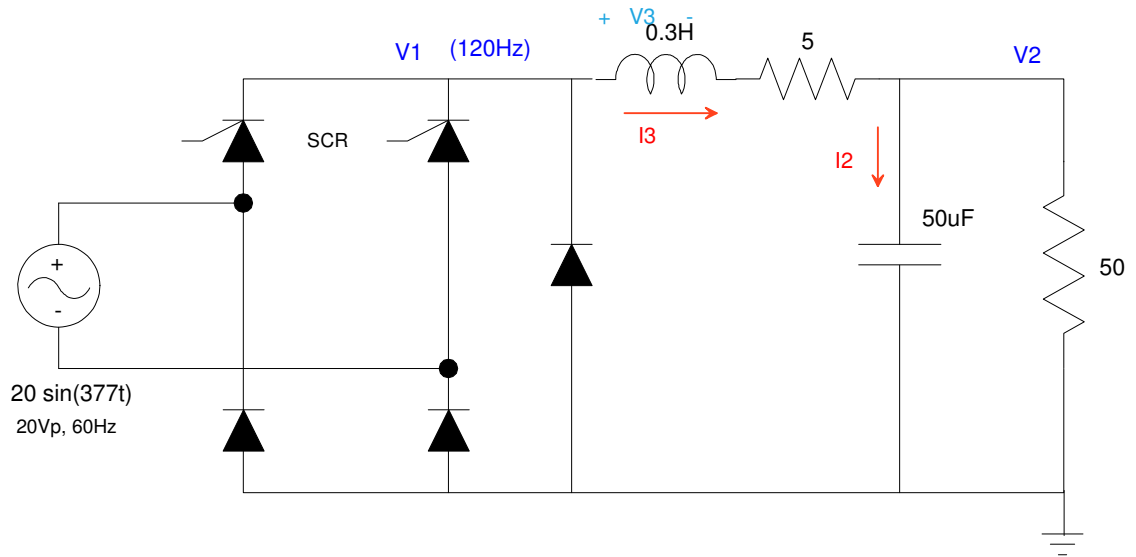 + V3 -
0.3H
5
V1 (120Hz)
V2
I3
SCR
I2
50uF
50
+
-
20 sin(377t)
20Vp, 60Hz